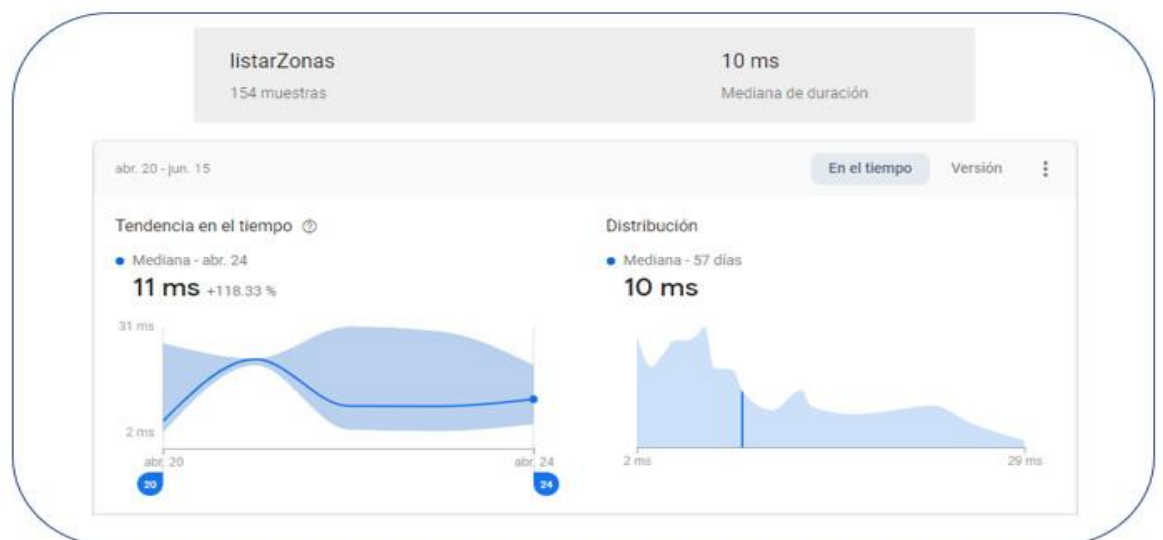 listarZonas
10 ms
154 muestras
Mediana de duración
abr. 20 - jun. 15
En el tiempo
Versión
Tendencia en el tiempo
Mediana - abr. 24
11 ms +118.33 %
31 ms
2 ms
abr. 20
abr. 24
20
24
Distribución
Mediana - 57 días
10 ms
2 ms
29 ms